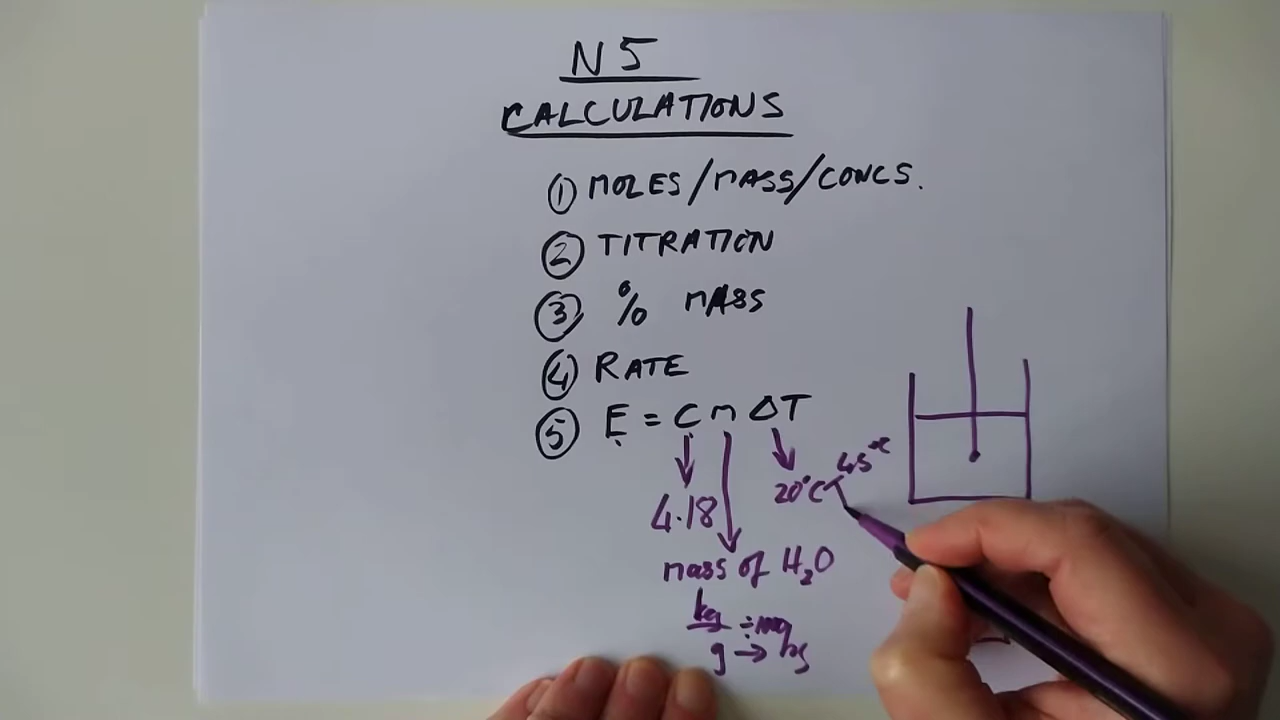 N5
CALCULATIONS
① MOLES/MASS/CONCS.
② TITRATION
③ % MASS
④ RATE
⑤ E = C m ΔT
45°C
20°C
4.18
mass of H₂O
kg
g →